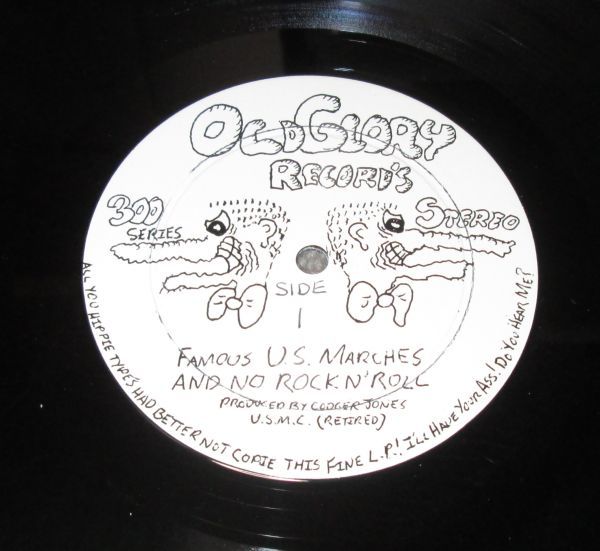 OLD GLORY
RECORD'S
300
SERIES
STEREO
SIDE
1
FAMOUS U.S. MARCHES
AND NO ROCK N' ROLL
PRODUCED BY CODGER JONES
U.S.M.C. (RETIRED)
ALL YOU HIPPIE TYPES HAD BETTER NOT COPIE THIS FINE L.P.! I'LL HAVE YOUR ASS! DO YOU HEAR ME?